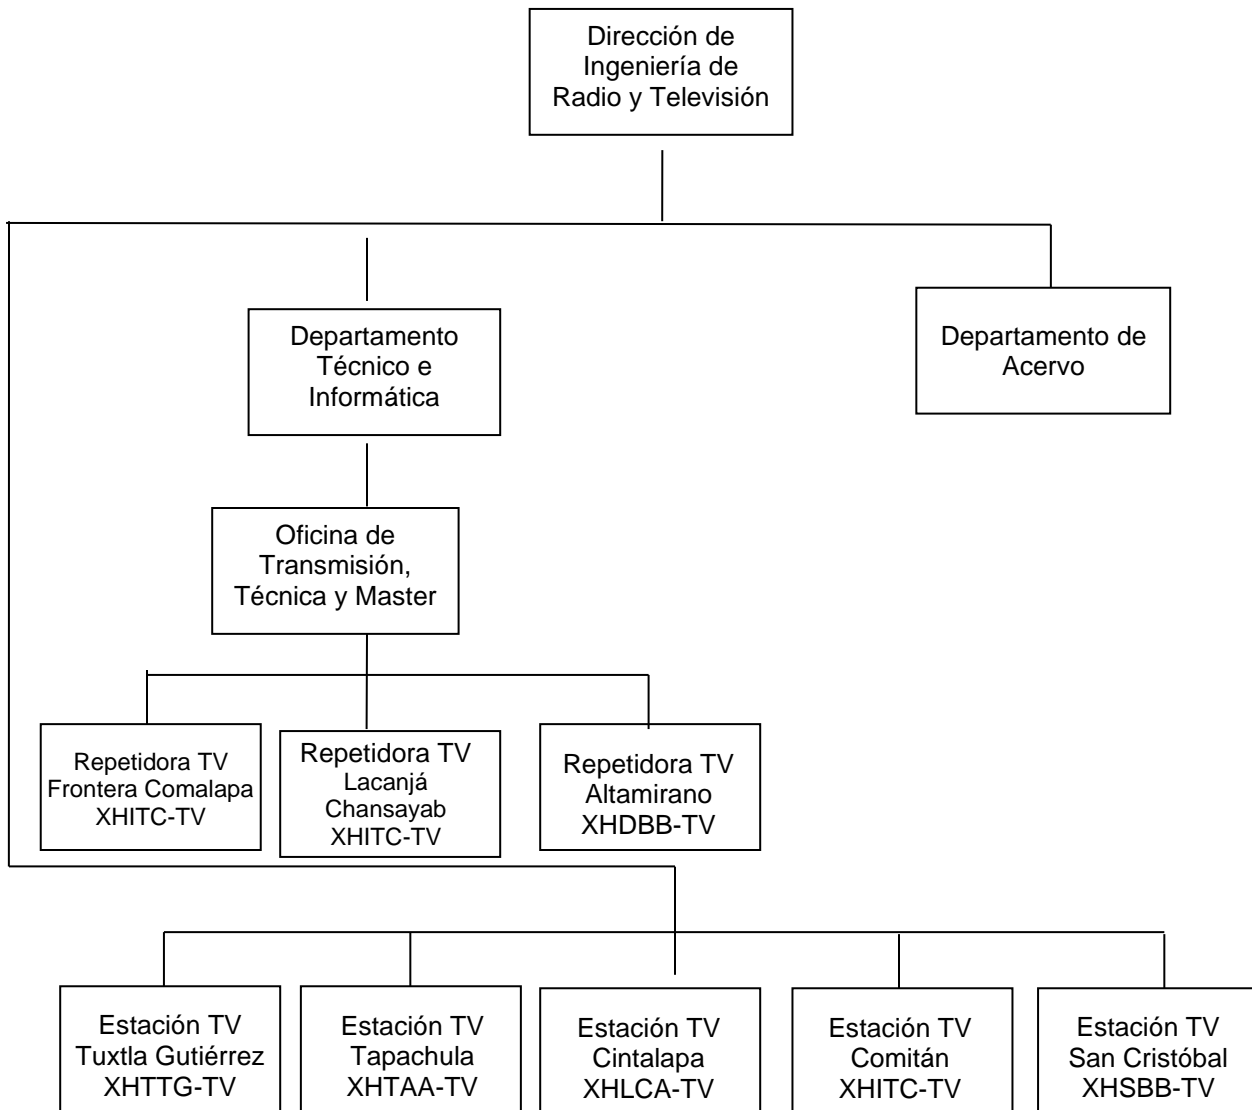 Dirección de
Ingeniería de
Radio y Televisión
Departamento
Técnico e
Informática
Departamento de
Acervo
Oficina de
Transmisión,
Técnica y Master
Repetidora TV
Frontera Comalapa
XHITC-TV
Repetidora TV
Lacanjá
Chansayab
XHITC-TV
Repetidora TV
Altamirano
XHDBB-TV
Estación TV
Tuxtla Gutiérrez
XHTTG-TV
Estación TV
Tapachula
XHTAA-TV
Estación TV
Cintalapa
XHLCA-TV
Estación TV
Comitán
XHITC-TV
Estación TV
San Cristóbal
XHSBB-TV